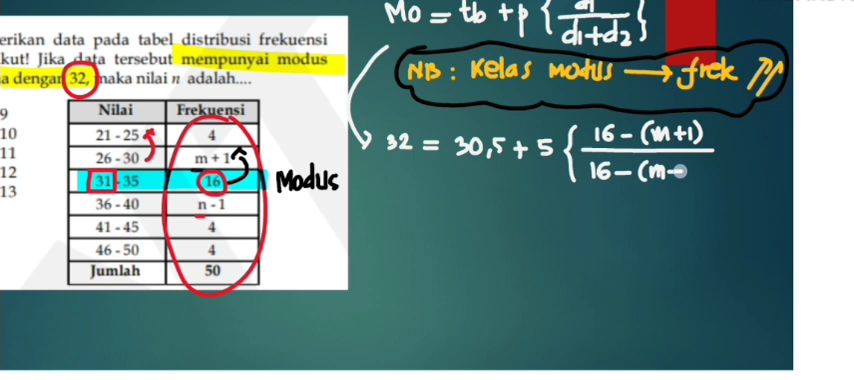 Mo = tb + p { d1 / d1+d2 }
erikan data pada tabel distribusi frekuensi
kut! Jika data tersebut mempunyai modus
a dengan 32, maka nilai n adalah....
NB : Kelas modus → frek
9
10
11
12
13
Nilai Frekuensi
21 - 25 4
26 - 30 m + 1
31 - 35 16 Modus
36 - 40 n - 1
41 - 45 4
46 - 50 4
Jumlah 50
32 = 30,5 + 5 { 16 - (m+1)
16 - (m-